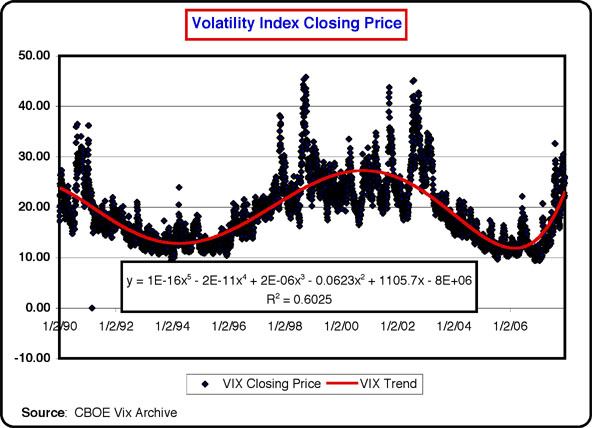 Volatility Index Closing Price
50.00
40.00
30.00
20.00
10.00
0.00
-10.00
1/2/90 1/2/92 1/2/94 1/2/96 1/2/98 1/2/00 1/2/02 1/2/04 1/2/06
y = 1E-16x⁵ - 2E-11x⁴ + 2E-06x³ - 0.0623x² + 1105.7x - 8E+06
R² = 0.6025
VIX Closing Price VIX Trend
Source: CBOE Vix Archive